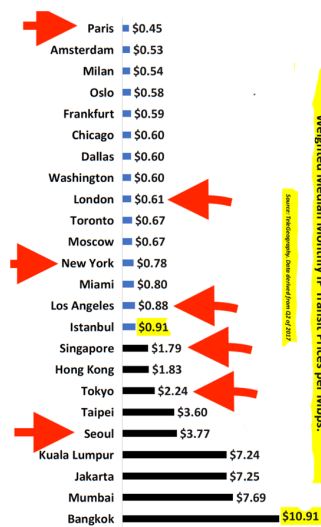 Paris $0.45
Amsterdam $0.53
Milan $0.54
Oslo $0.58
Frankfurt $0.59
Chicago $0.60
Dallas $0.60
Washington $0.60
London $0.61
Toronto $0.67
Moscow $0.67
New York $0.78
Miami $0.80
Los Angeles $0.88
Istanbul $0.91
Singapore $1.79
Hong Kong $1.83
Tokyo $2.24
Taipei $3.60
Seoul $3.77
Kuala Lumpur $7.24
Jakarta $7.25
Mumbai $7.69
Bangkok $10.91
Source: TeleGeography. Data derived from Q2 of 2017
Weighted Median Monthly IP Transit Prices per Mbps.